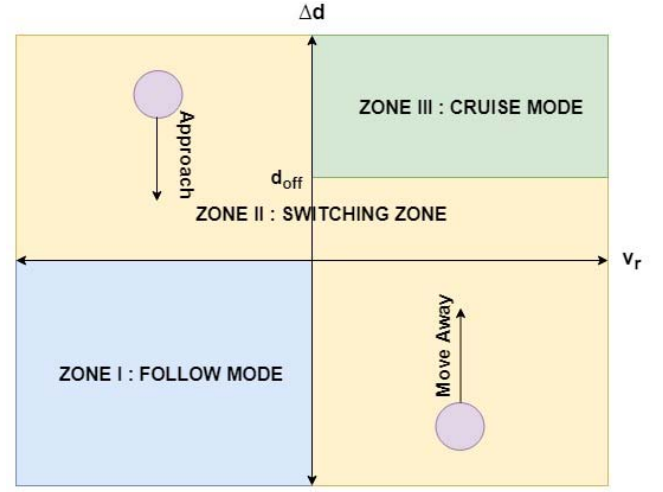 Δd
ZONE III : CRUISE MODE
Approach
d_off
ZONE II : SWITCHING ZONE
v_r
Move Away
ZONE I : FOLLOW MODE